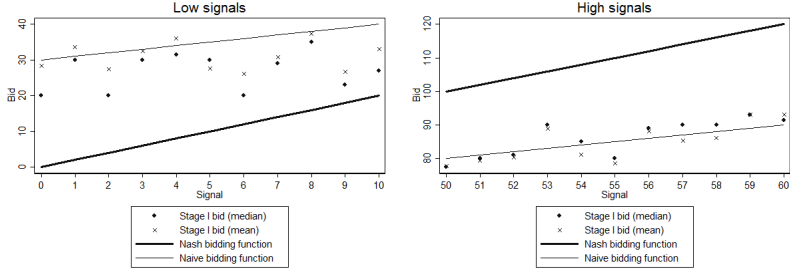 Low signals
40
30
20
10
0
Bid
0 1 2 3 4 5 6 7 8 9 10
Signal
Stage I bid (median)
Stage I bid (mean)
Nash bidding function
Naive bidding function
High signals
120
110
100
90
80
Bid
50 51 52 53 54 55 56 57 58 59 60
Signal
Stage I bid (median)
Stage I bid (mean)
Nash bidding function
Naive bidding function